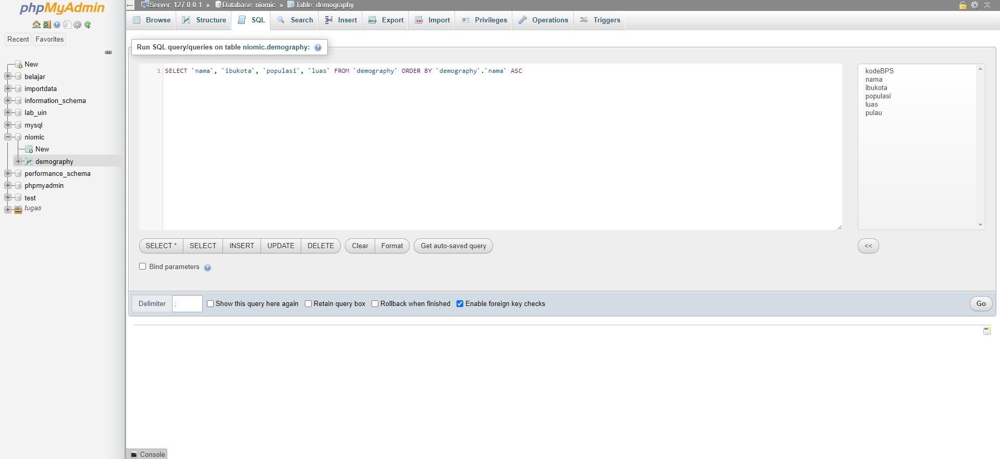 phpMyAdmin
Recent Favorites
New
belajar
importdata
information_schema
lab_uin
mysql
niomic
New
demography
performance_schema
phpmyadmin
test
tugas
Server: 127.0.0.1 » Database: niomic » Table: demography
Browse Structure SQL Search Insert Export Import Privileges Operations Triggers
Run SQL query/queries on table niomic.demography:
1 SELECT `nama`, `ibukota`, `populasi`, `luas` FROM `demography` ORDER BY `demography`.`nama` ASC
kodeBPS
nama
ibukota
populasi
luas
pulau
SELECT * SELECT INSERT UPDATE DELETE Clear Format Get auto-saved query <<
Bind parameters
Delimiter ; Show this query here again Retain query box Rollback when finished Enable foreign key checks Go
Console